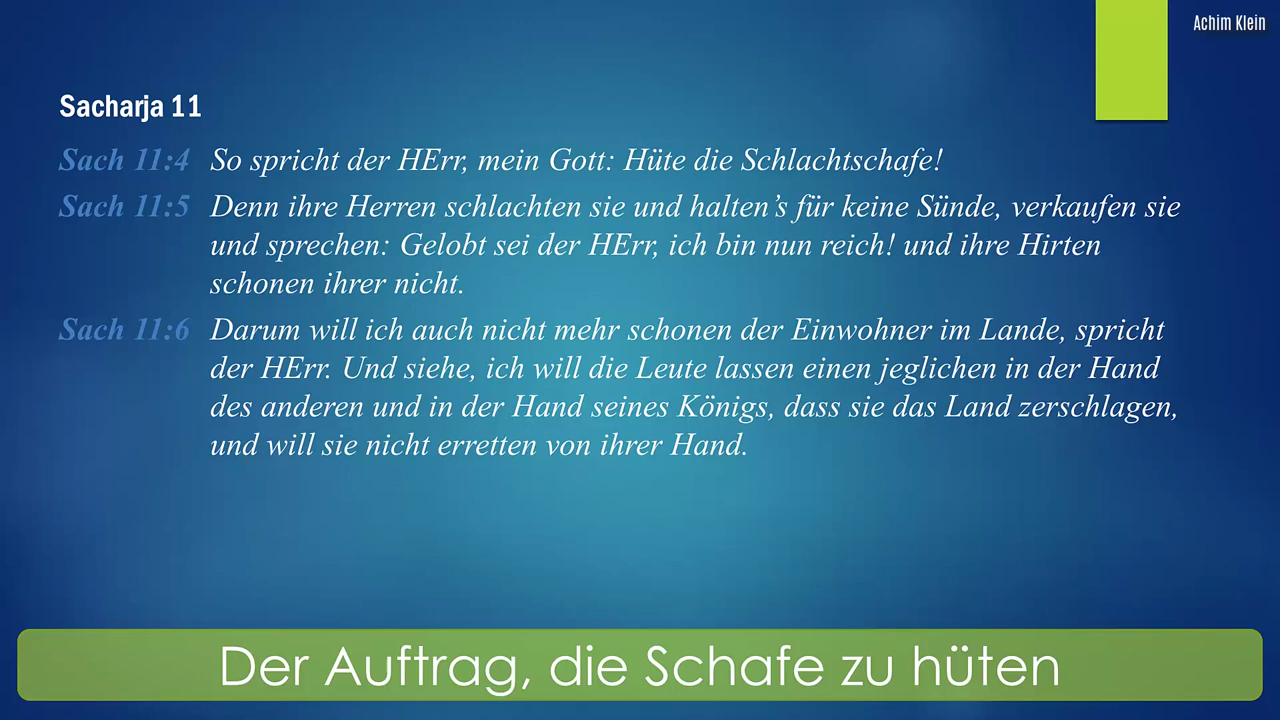 Achim Klein
Sacharja 11
Sach 11:4 So spricht der HErr, mein Gott: Hüte die Schlachtschafe!
Sach 11:5 Denn ihre Herren schlachten sie und halten’s für keine Sünde, verkaufen sie
und sprechen: Gelobt sei der HErr, ich bin nun reich! und ihre Hirten
schonen ihrer nicht.
Sach 11:6 Darum will ich auch nicht mehr schonen der Einwohner im Lande, spricht
der HErr. Und siehe, ich will die Leute lassen einen jeglichen in der Hand
des anderen und in der Hand seines Königs, dass sie das Land zerschlagen,
und will sie nicht erretten von ihrer Hand.
Der Auftrag, die Schafe zu hüten